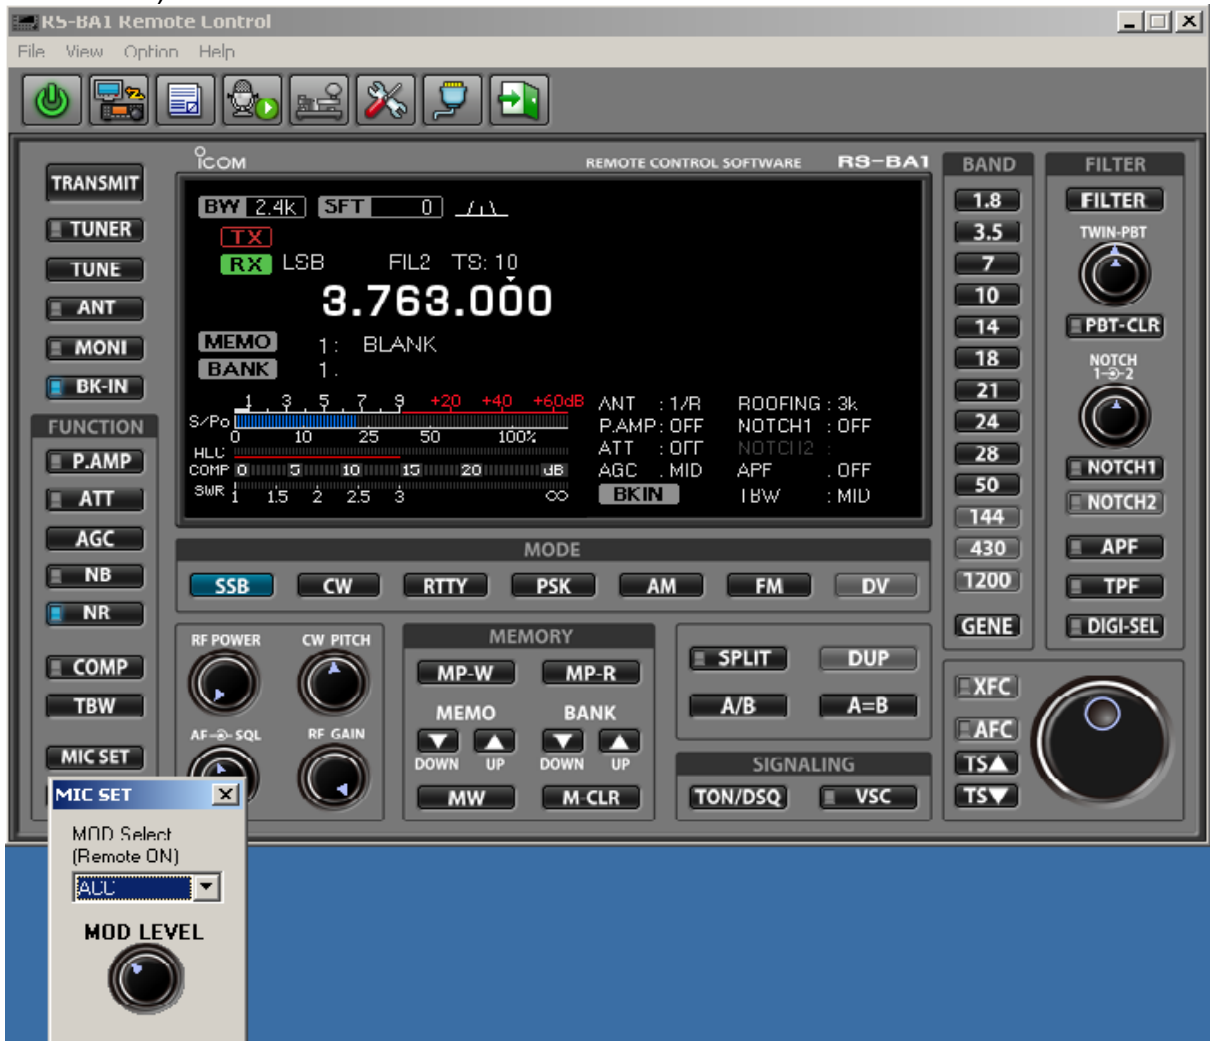 RS-BA1 Remote Control
File View Option Help
ICOM REMOTE CONTROL SOFTWARE RS-BA1
TRANSMIT
TUNER
TUNE
ANT
MONI
BK-IN
FUNCTION
P.AMP
ATT
AGC
NB
NR
COMP
TBW
MIC SET
BW 2.4k SFT 0
TX
RX LSB FIL2 TS: 10
3.763.000
MEMO 1: BLANK
BANK 1.
1 . 3 . 5 . 7 . 9 +20 +40 +60dB
S/Po
0 10 25 50 100%
COMP 0 5 10 15 20 dB
SWR 1 1.5 2 2.5 3 ∞
ANT : 1/R ROOFING : 3k
P.AMP: OFF NOTCH1 : OFF
ATT : OFF NOTCH2 :
AGC . MID APF . OFF
BKIN TBW : MID
MODE
SSB CW RTTY PSK AM FM DV
RF POWER CW PITCH
AF SQL RF GAIN
MEMORY
MP-W MP-R
MEMO BANK
DOWN UP DOWN UP
MW M-CLR
SPLIT DUP
A/B A=B
SIGNALING
TON/DSQ VSC
BAND
1.8
3.5
7
10
14
18
21
24
28
50
144
430
1200
GENE
FILTER
FILTER
TWIN-PBT
PBT-CLR
NOTCH
1 2
NOTCH1
NOTCH2
APF
TPF
DIGI-SEL
XFC
AFC
TS▲
TS▼
MIC SET
MOD Select
(Remote ON)
ACC
MOD LEVEL